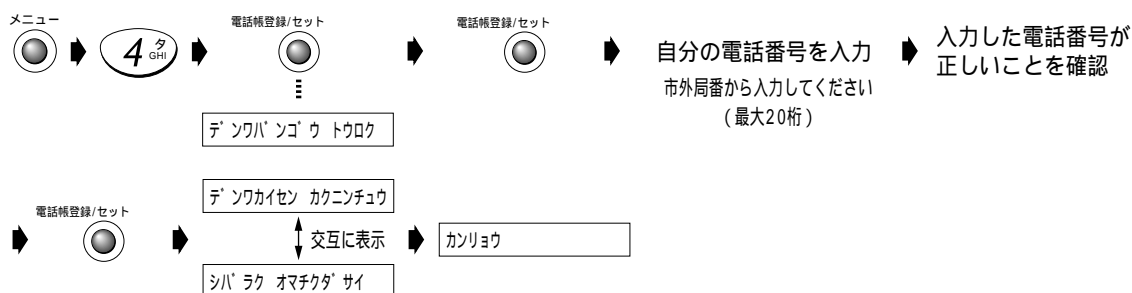 メニュー
4 タ GHI
電話帳登録/セット
デンワバンゴウ トウロク
電話帳登録/セット
自分の電話番号を入力
市外局番から入力してください
(最大20桁)
入力した電話番号が
正しいことを確認
電話帳登録/セット
デンワカイセン カクニンチュウ
交互に表示
シバラク オマチクダサイ
カンリョウ